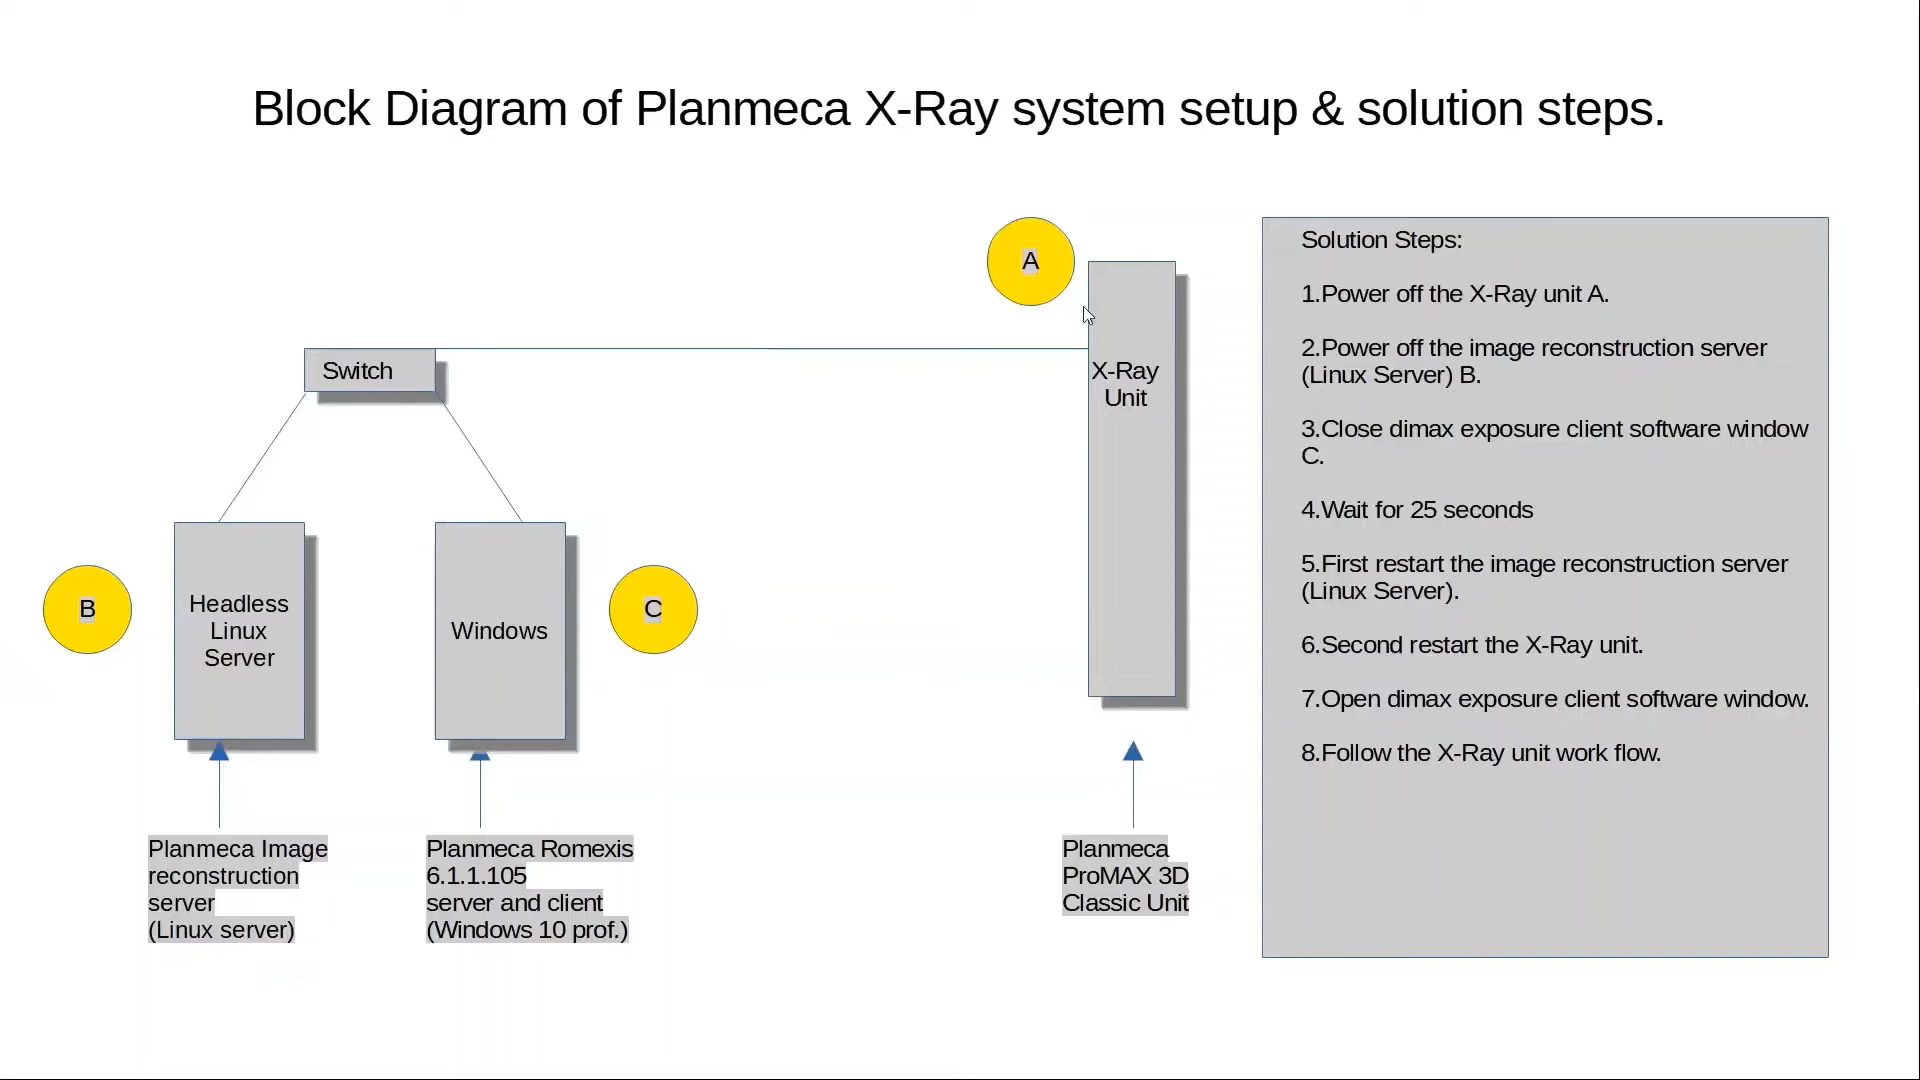 Block Diagram of Planmeca X-Ray system setup & solution steps.
A
Switch
X-Ray
Unit
B
Headless
Linux
Server
Windows
C
Planmeca Image
reconstruction
server
(Linux server)
Planmeca Romexis
6.1.1.105
server and client
(Windows 10 prof.)
Planmeca
ProMAX 3D
Classic Unit
Solution Steps:
1.Power off the X-Ray unit A.
2.Power off the image reconstruction server
(Linux Server) B.
3.Close dimax exposure client software window
C.
4.Wait for 25 seconds
5.First restart the image reconstruction server
(Linux Server).
6.Second restart the X-Ray unit.
7.Open dimax exposure client software window.
8.Follow the X-Ray unit work flow.